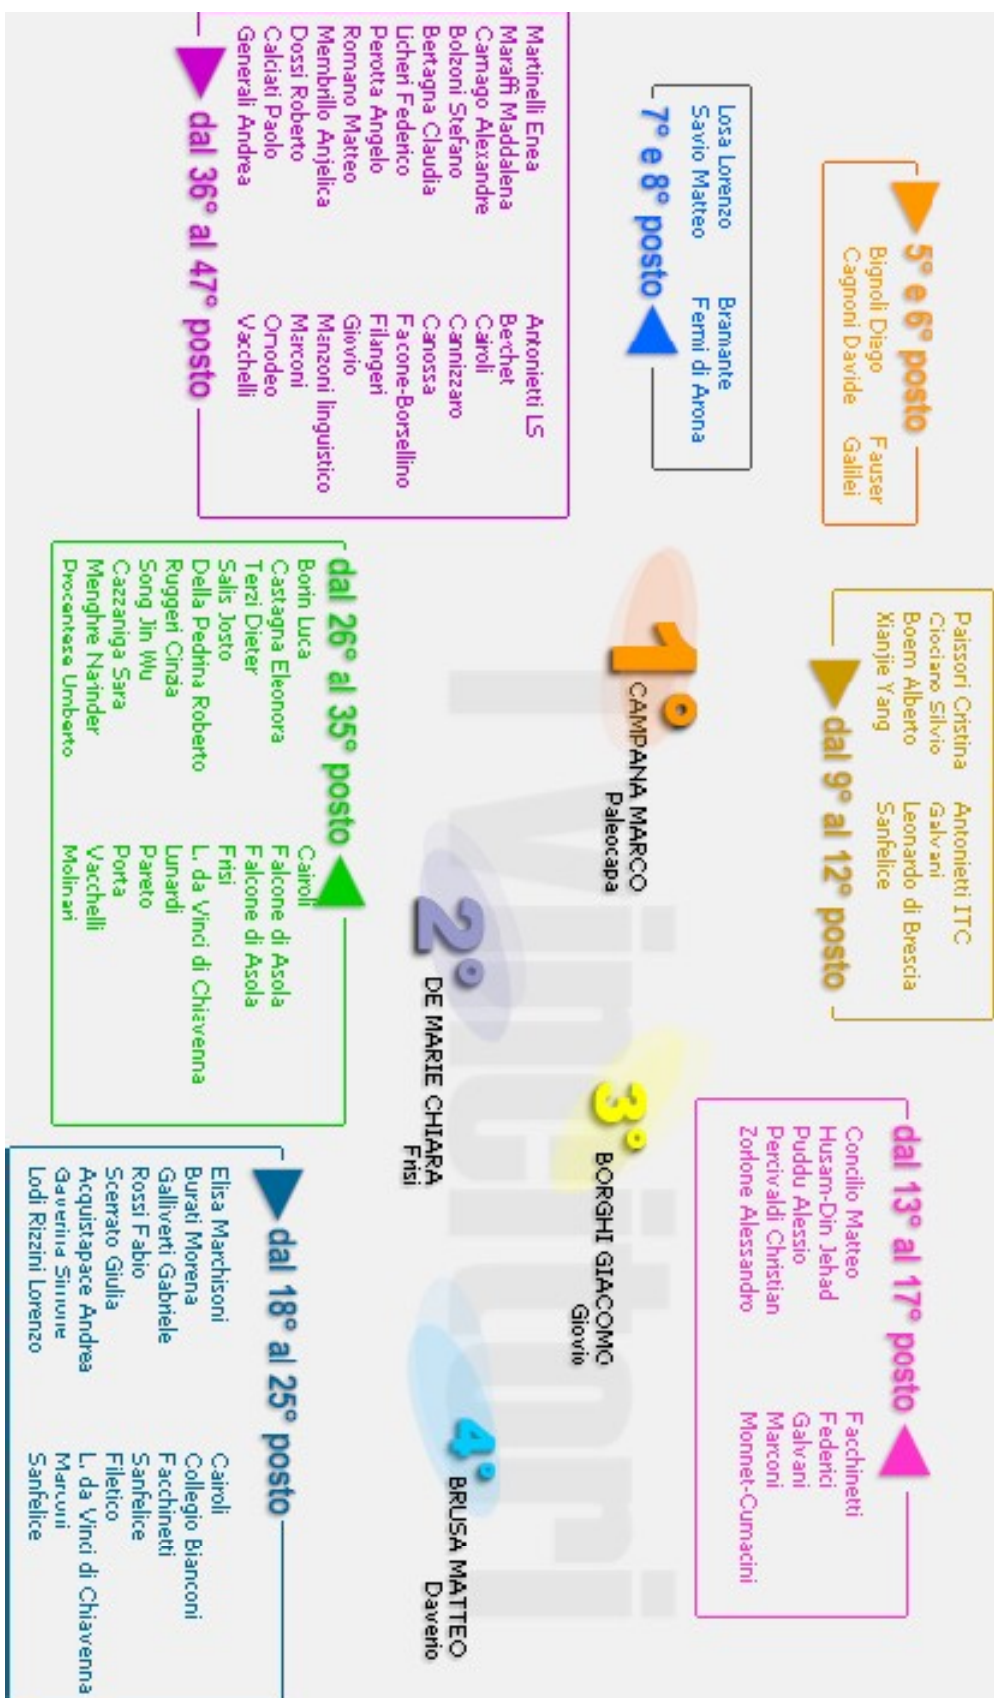 5° e 6° posto
Bignoli Diego Fauser
Cagnoni Davide Galilei
Paissori Cristina Antonietti ITC
Ciociano Silvio Galvani
Boem Alberto Leonardo di Brescia
Xianjie Yang Sanfelice
dal 9° al 12° posto
dal 13° al 17° posto
Concilio Matteo Facchinetti
Husam-Din Jehad Federici
Puddu Alessio Galvani
Percivaldi Christian Marconi
Zorlone Alessandro Monnet-Cumacini
Losa Lorenzo Bramante
Savio Matteo Fermi di Arona
7° e 8° posto
I vincitori
1°
CAMPANA MARCO
Paleocapa
3°
BORGHI GIACOMO
Giovio
2°
DE MARIE CHIARA
Frisi
4°
BRUSA MATTEO
Daverio
Martinelli Enea Antonietti LS
Maraffi Maddalena Berchet
Camago Alexandre Cairoli
Bolzoni Stefano Cannizzaro
Bertagna Claudia Canossa
Licheri Federico Facone-Borsellino
Perotta Angelo Filangeri
Romano Matteo Giovio
Membrillo Anjelica Manzoni linguistico
Dossi Roberto Marconi
Calciati Paolo Omodeo
Generali Andrea Vacchelli
dal 36° al 47° posto
dal 26° al 35° posto
Borin Luca Cairoli
Castagna Eleonora Falcone di Asola
Terzi Dieter Falcone di Asola
Salis Josto Frisi
Della Pedrina Roberto L. da Vinci di Chiavenna
Ruggeri Cinzia Lunardi
Song Jin Wu Pareto
Cazzaniga Sara Porta
Menghre Navinder Vacchelli
Procentese Umberto Molinari
dal 18° al 25° posto
Elisa Marchisoni Cairoli
Burati Morena Collegio Bianconi
Galliverti Gabriele Facchinetti
Rossi Fabio Sanfelice
Scerrato Giulia Filetico
Acquistapace Andrea L. da Vinci di Chiavenna
Gaverina Simone Marconi
Lodi Rizzini Lorenzo Sanfelice